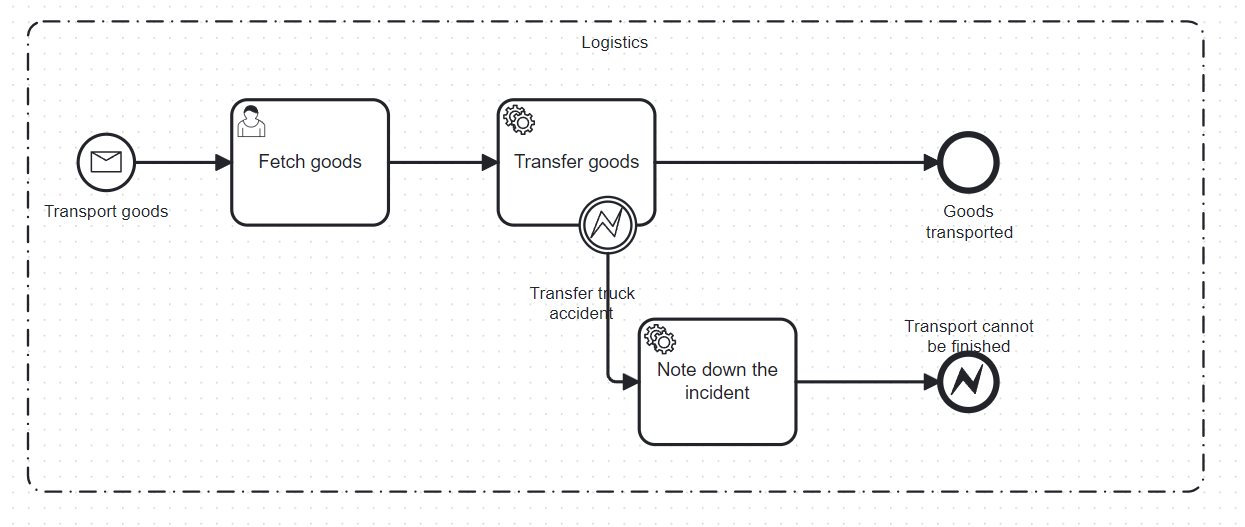 Logistics
Fetch goods
Transfer goods
Transport goods
Goods
transported
Transfer truck
accident
Transport cannot
be finished
Note down the
incident